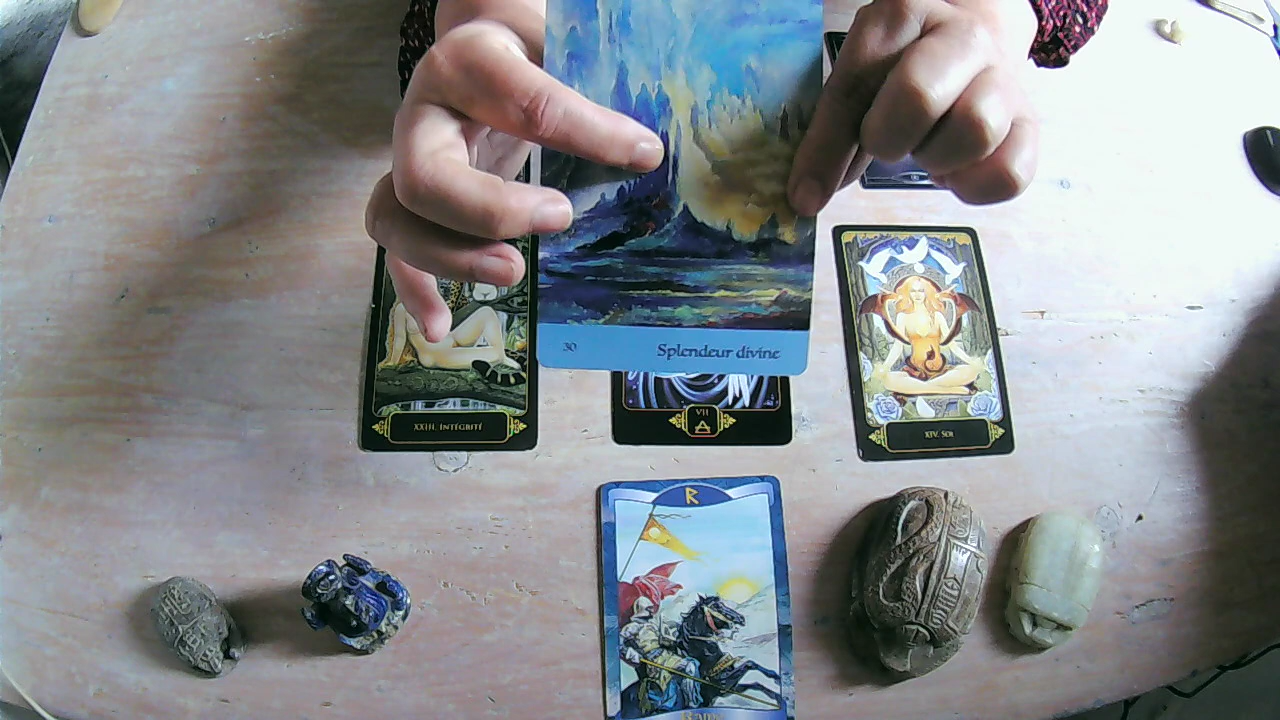 30 Splendeur divine
XXIII. INTÉGRITÉ
VII
XIV. SOI
ᚱ